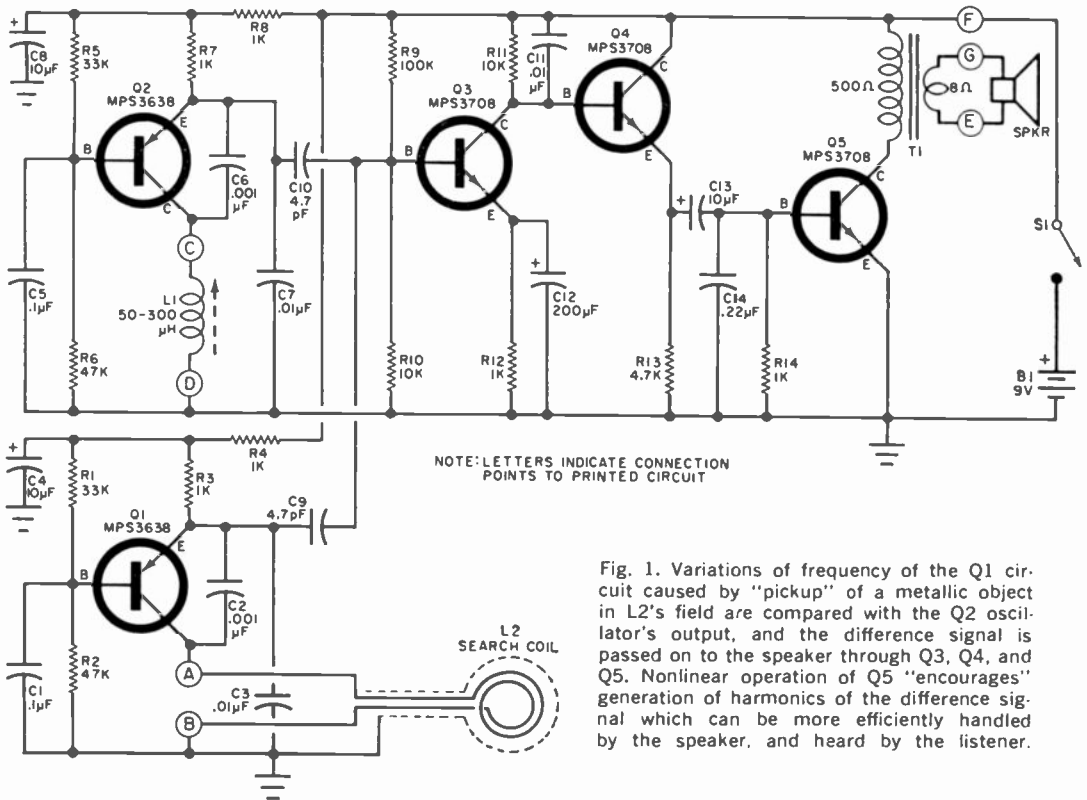 R8
1K
+
C8
10µF
R5
33K
R7
1K
Q2
MPS3638
B
E
C
C6
.001
µF
C10
4.7
pF
C5
.1µF
R6
47K
C
L1
50-300
µH
D
C7
.01µF
R9
100K
R10
10K
Q3
MPS3708
B
C
E
R11
10K
C11
.01
µF
R12
1K
+
C12
200µF
Q4
MPS3708
B
C
E
R13
4.7K
+
C13
10µF
C14
.22µF
R14
1K
Q5
MPS3708
B
C
E
500Ω
8Ω
T1
F
G
E
SPKR
S1
+
B1
9V
NOTE: LETTERS INDICATE CONNECTION
POINTS TO PRINTED CIRCUIT
+
C4
10µF
R1
33K
R4
1K
R3
1K
Q1
MPS3638
B
E
C9
4.7pF
C2
.001
µF
C1
.1µF
R2
47K
A
B
C3
.01µF
L2
SEARCH COIL
Fig. 1. Variations of frequency of the Q1 cir-
cuit caused by "pickup" of a metallic object
in L2's field are compared with the Q2 oscil-
lator's output, and the difference signal is
passed on to the speaker through Q3, Q4, and
Q5. Nonlinear operation of Q5 "encourages"
generation of harmonics of the difference sig-
nal which can be more efficiently handled
by the speaker, and heard by the listener.